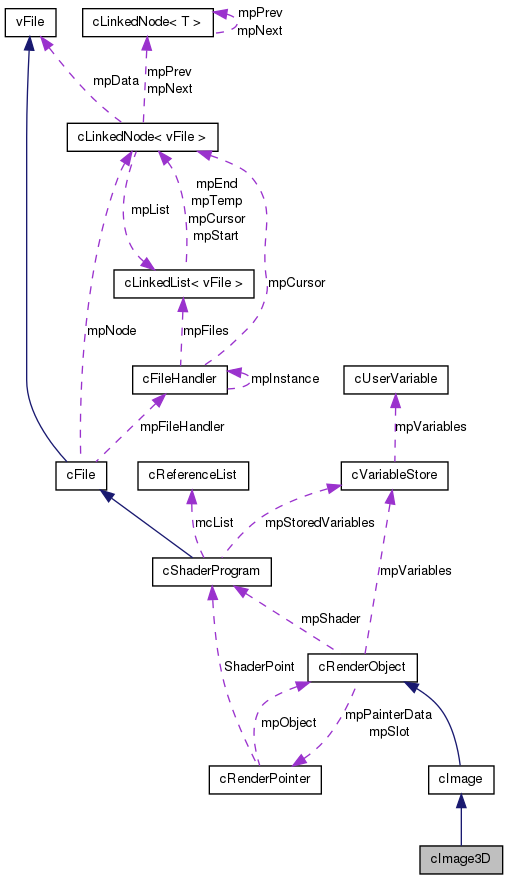 vFile
cLinkedNode< T >
mpPrev
mpNext
mpData
mpPrev
mpNext
cLinkedNode< vFile >
mpList
mpEnd
mpTemp
mpCursor
mpStart
cLinkedList< vFile >
mpCursor
mpNode
mpFiles
cFileHandler
mpInstance
cUserVariable
mpFileHandler
mpVariables
cFile
cReferenceList
cVariableStore
mcList
mpStoredVariables
cShaderProgram
mpVariables
mpShader
ShaderPoint
cRenderObject
mpObject
mpPainterData
mpSlot
cRenderPointer
cImage
cImage3D